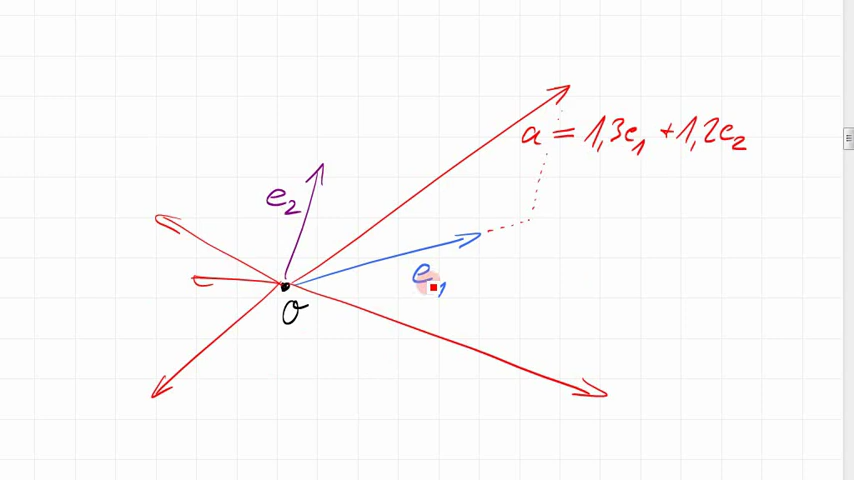 a = 1,3e₁ + 1,2e₂
e₂
e₁
O